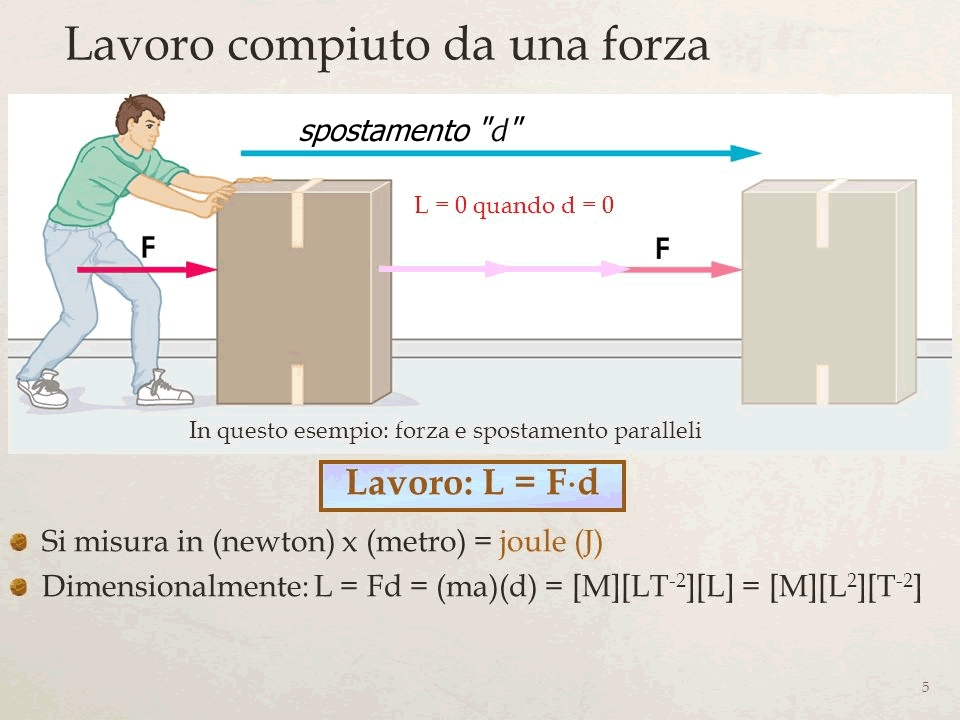 Lavoro compiuto da una forza
spostamento "d"
L = 0 quando d = 0
F
F
In questo esempio: forza e spostamento paralleli
Lavoro: L = F·d
Si misura in (newton) x (metro) = joule (J)
Dimensionalmente: L = Fd = (ma)(d) = [M][LT⁻²][L] = [M][L²][T⁻²]
5